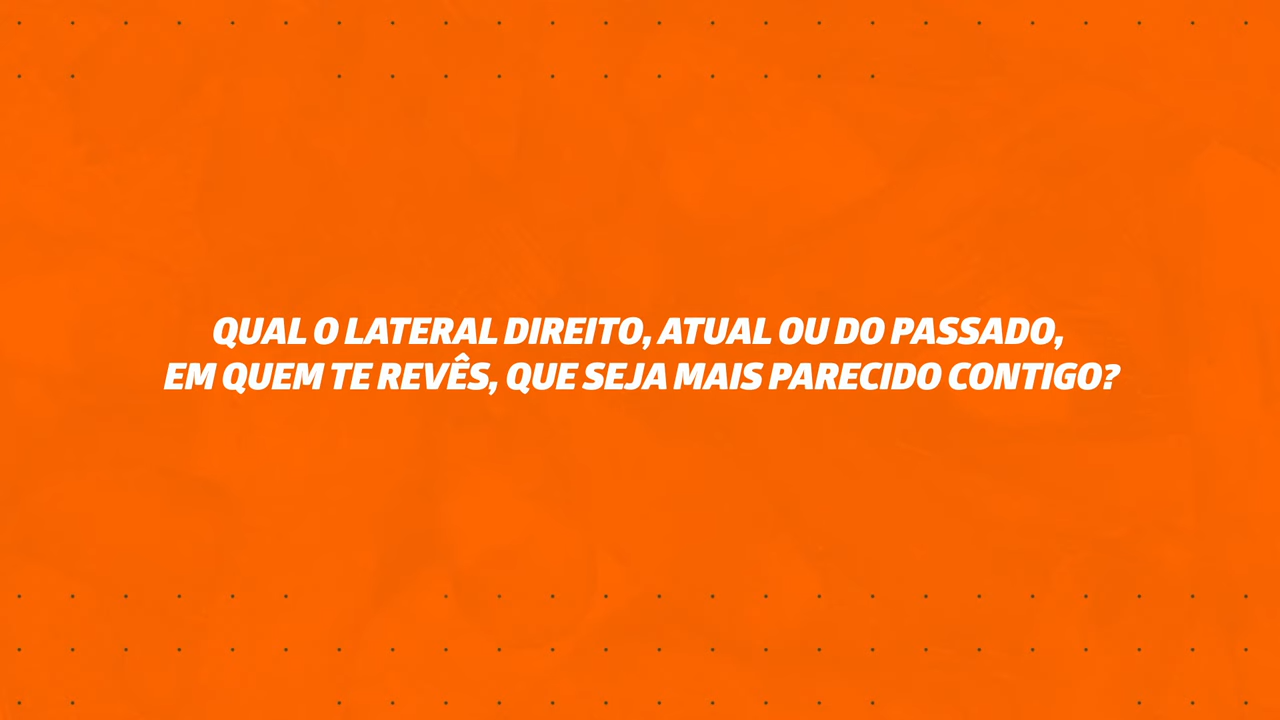 QUAL O LATERAL DIREITO, ATUAL OU DO PASSADO,
EM QUEM TE REVÊS, QUE SEJA MAIS PARECIDO CONTIGO?